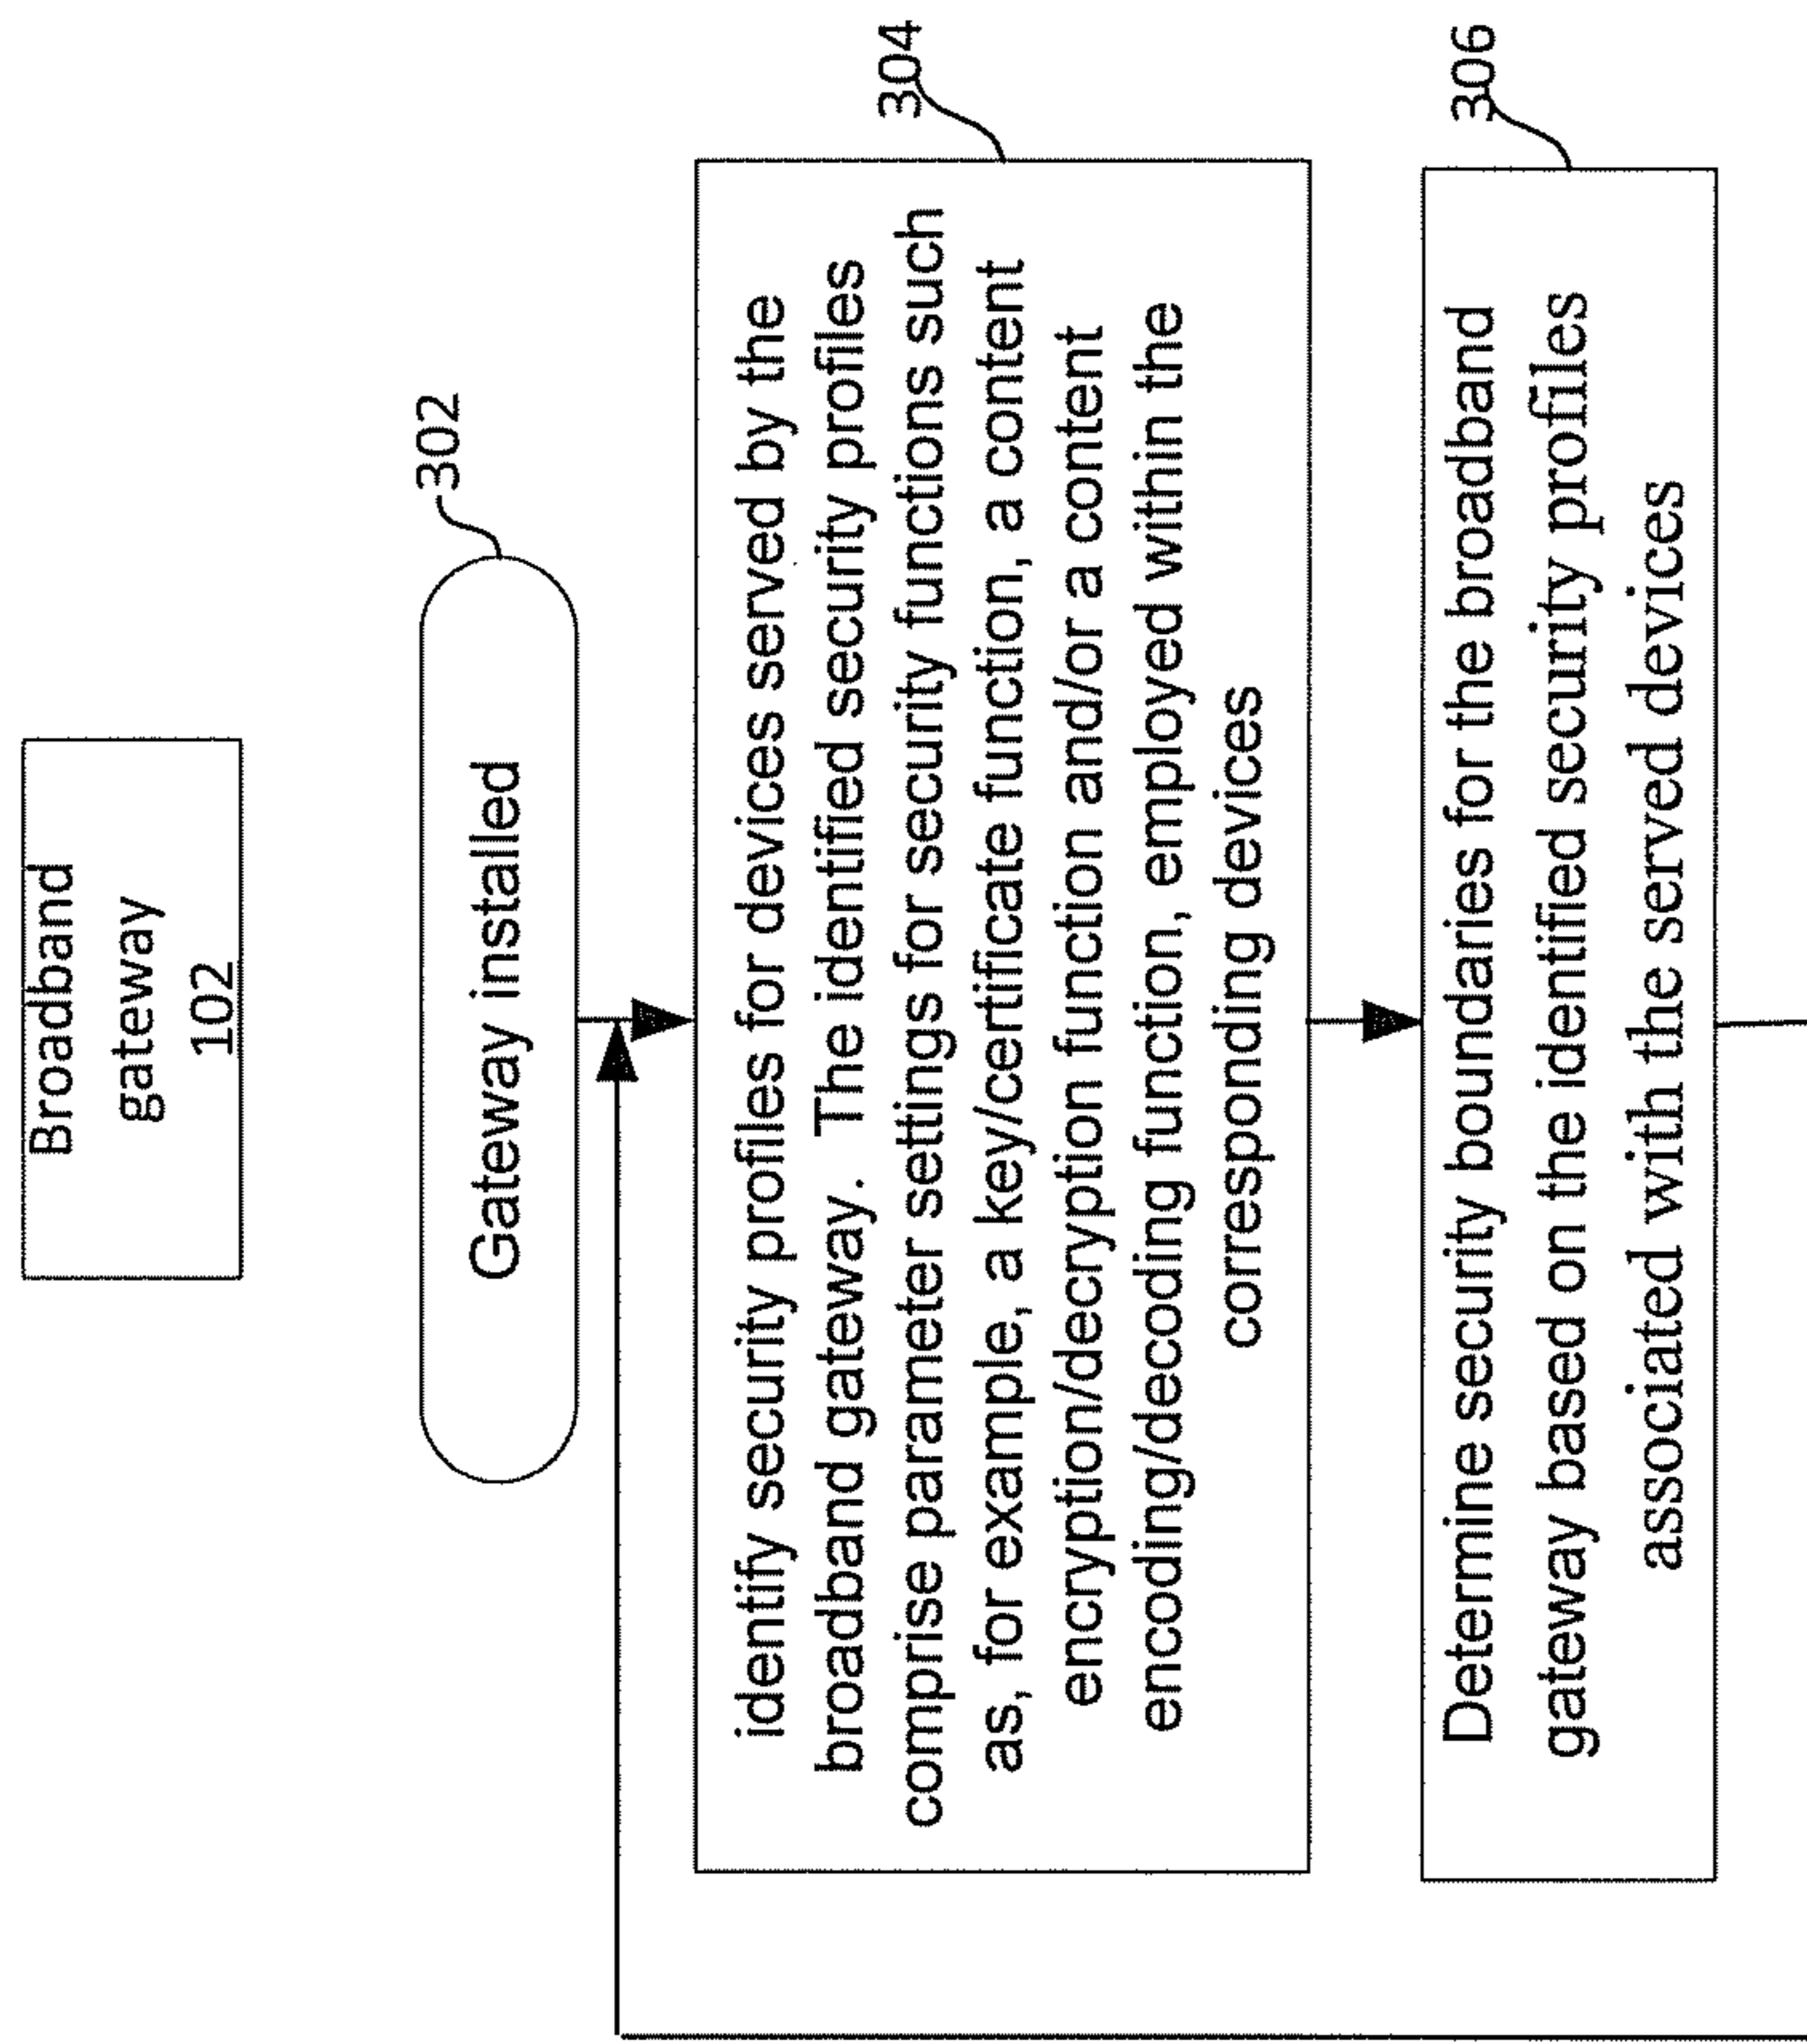 Broadband
gateway
102
302
Gateway installed
304
identify security profiles for devices served by the
broadband gateway. The identified security profiles
comprise parameter settings for security functions such
as, for example, a key/certificate function, a content
encryption/decryption function and/or a content
encoding/decoding function, employed within the
corresponding devices
306
Determine security boundaries for the broadband
gateway based on the identified security profiles
associated with the served devices